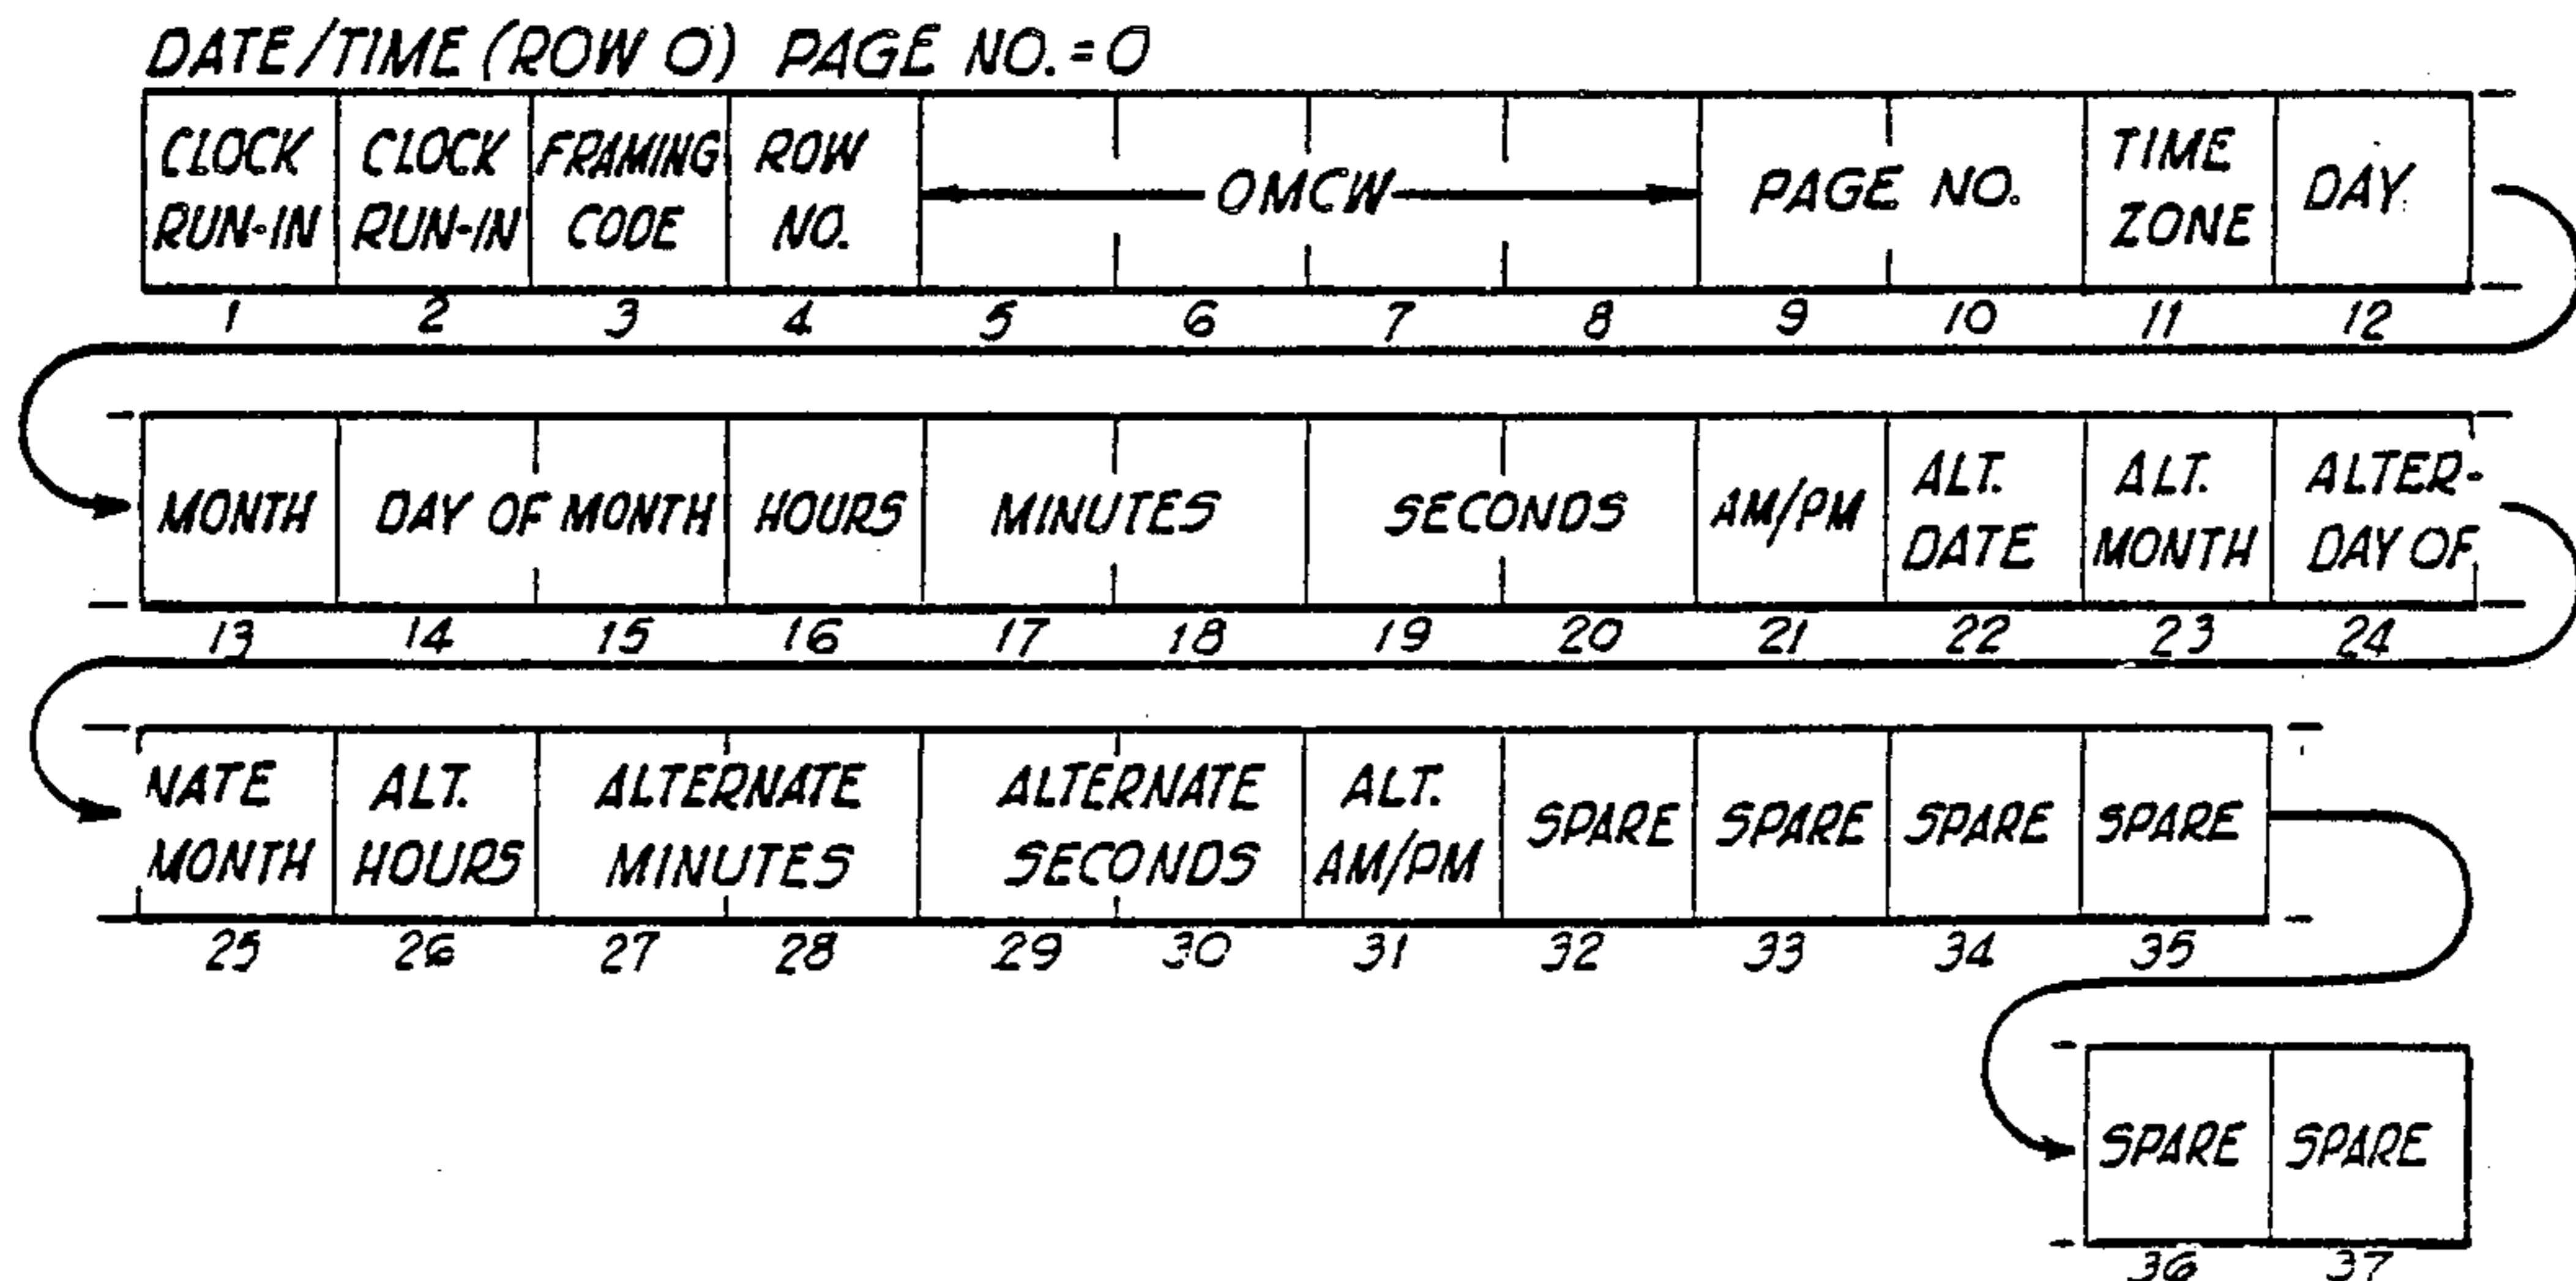 DATE/TIME (ROW 0) PAGE NO. = 0
CLOCK RUN-IN CLOCK RUN-IN FRAMING CODE ROW NO. OMCW PAGE NO. TIME ZONE DAY
1 2 3 4 5 6 7 8 9 10 11 12
MONTH DAY OF MONTH HOURS MINUTES SECONDS AM/PM ALT. DATE ALT. MONTH ALTER- DAY OF
13 14 15 16 17 18 19 20 21 22 23 24
NATE MONTH ALT. HOURS ALTERNATE MINUTES ALTERNATE SECONDS ALT. AM/PM SPARE SPARE SPARE SPARE
25 26 27 28 29 30 31 32 33 34 35
SPARE SPARE
36 37